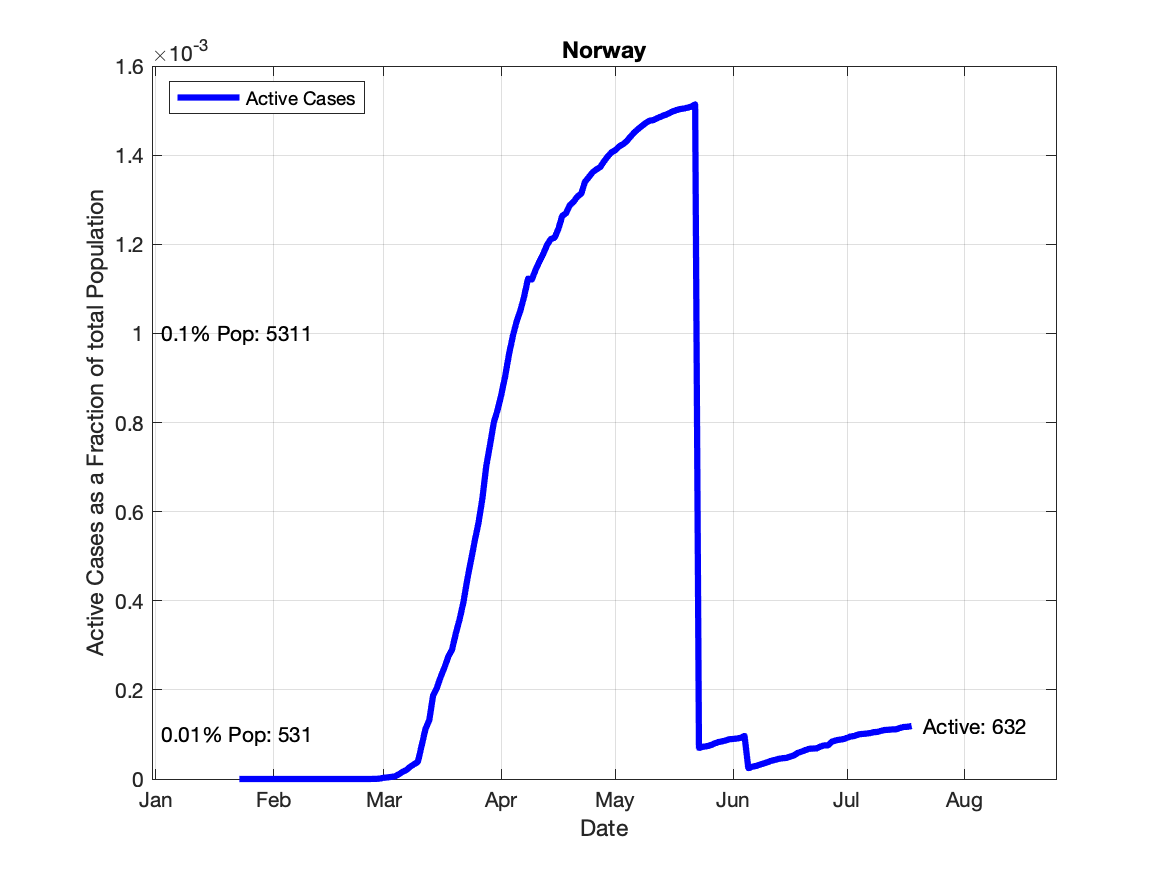 Norway
×10-3
1.6
1.4
1.2
1
0.8
0.6
0.4
0.2
0
Active Cases as a Fraction of total Population
Active Cases
0.1% Pop: 5311
0.01% Pop: 531
Active: 632
Jan Feb Mar Apr May Jun Jul Aug
Date